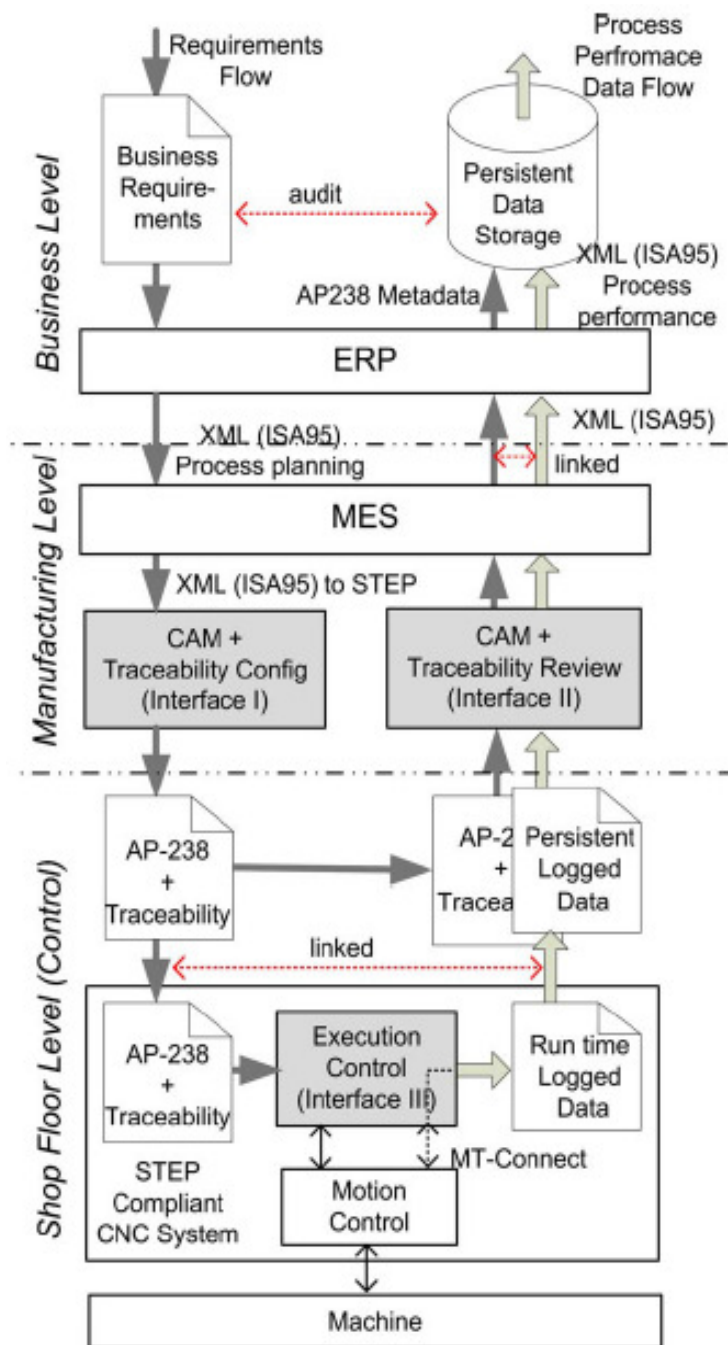 Requirements
Flow
Process
Perfromace
Data Flow
Business Level
Business
Require-
ments
audit
Persistent
Data
Storage
AP238 Metadata
XML (ISA95)
Process
performance
ERP
XML (ISA95)
Process planning
XML (ISA95)
linked
Manufacturing Level
MES
XML (ISA95) to STEP
CAM +
Traceability Config
(Interface I)
CAM +
Traceability Review
(Interface II)
Shop Floor Level (Control)
AP-238
+
Traceability
AP-2
+
Tracea
Persistent
Logged
Data
linked
AP-238
+
Traceability
Execution
Control
(Interface III)
Run time
Logged
Data
MT-Connect
STEP
Compliant
CNC System
Motion
Control
Machine